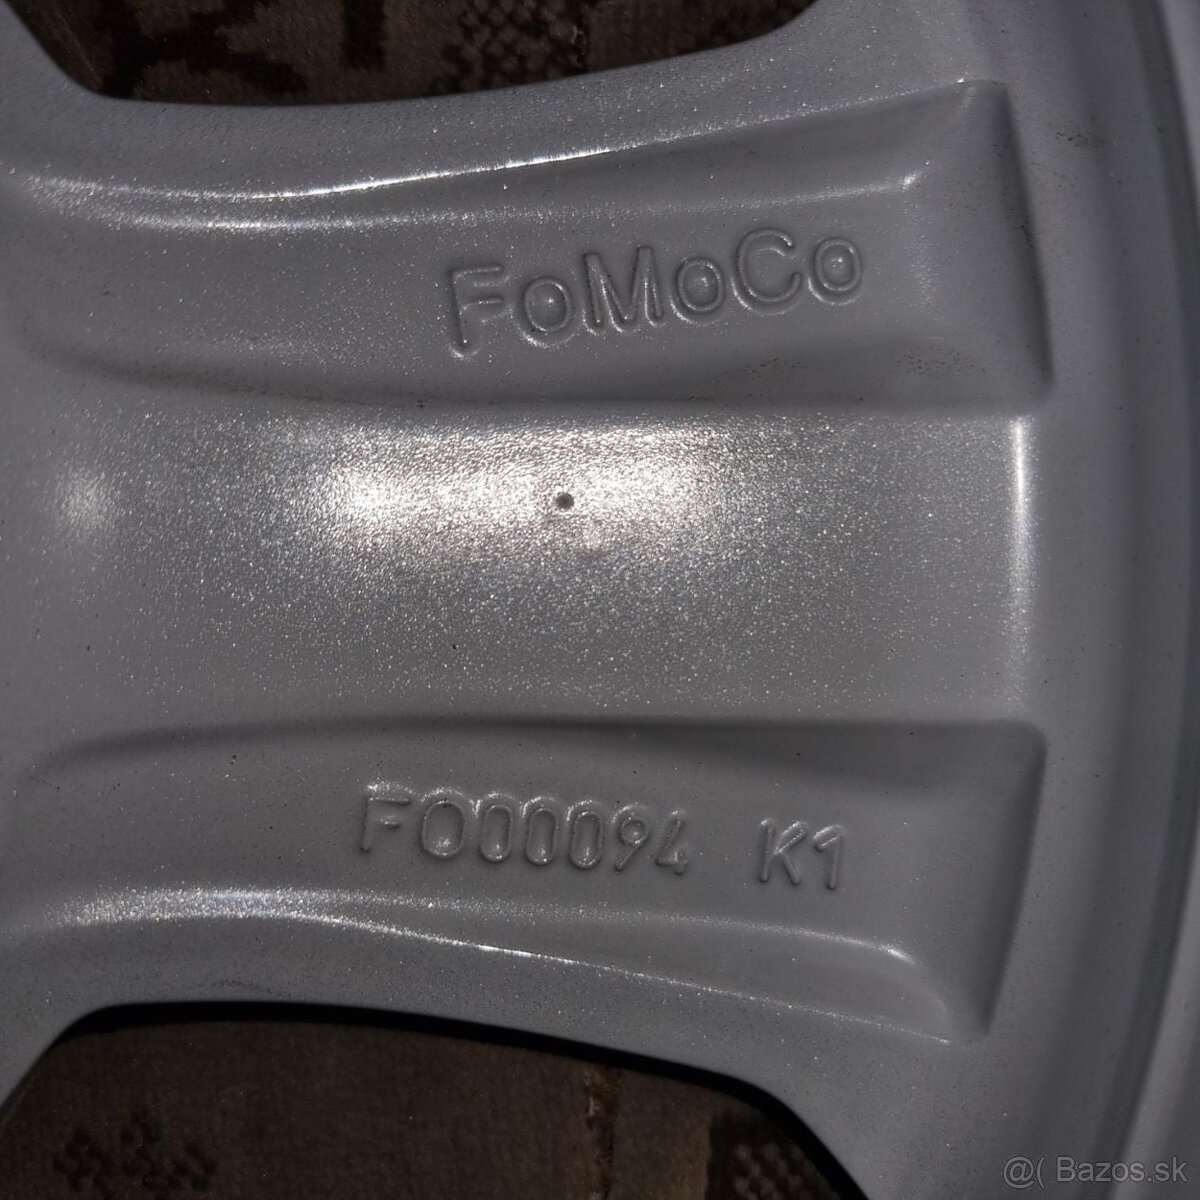 FoMoCo
FO00094 K1
@( Bazos.sk